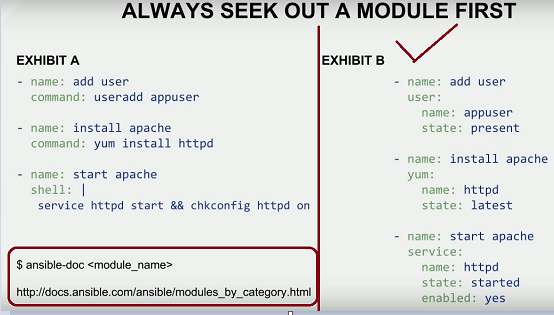 ALWAYS SEEK OUT A MODULE FIRST
EXHIBIT A
- name: add user
command: useradd appuser
- name: install apache
command: yum install httpd
- name: start apache
shell: |
service httpd start && chkconfig httpd on
$ ansible-doc <module_name>
http://docs.ansible.com/ansible/modules_by_category.html
EXHIBIT B
- name: add user
user:
name: appuser
state: present
- name: install apache
yum:
name: httpd
state: latest
- name: start apache
service:
name: httpd
state: started
enabled: yes